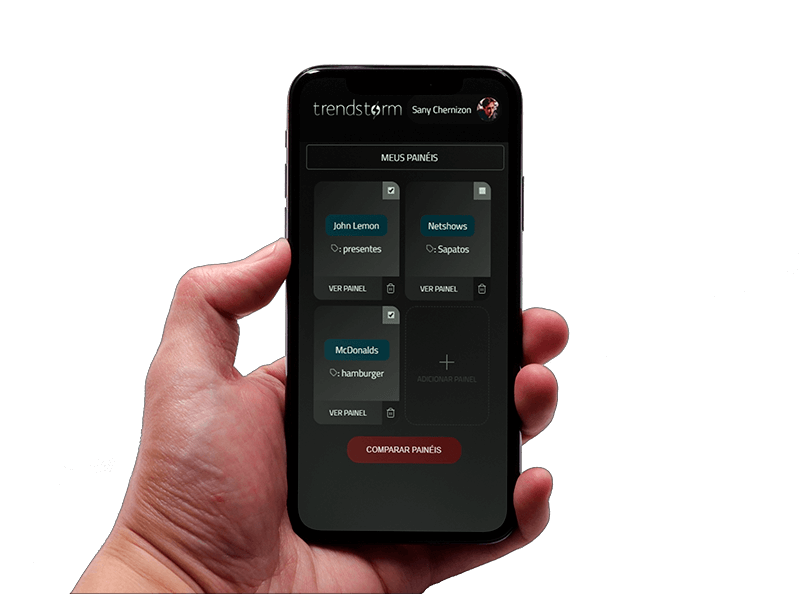 trendstorm Sany Chernizon
MEUS PAINÉIS
John Lemon
: presentes
VER PAINEL
Netshows
: Sapatos
VER PAINEL
McDonalds
: hamburger
VER PAINEL
ADICIONAR PAINEL
COMPARAR PAINÉIS